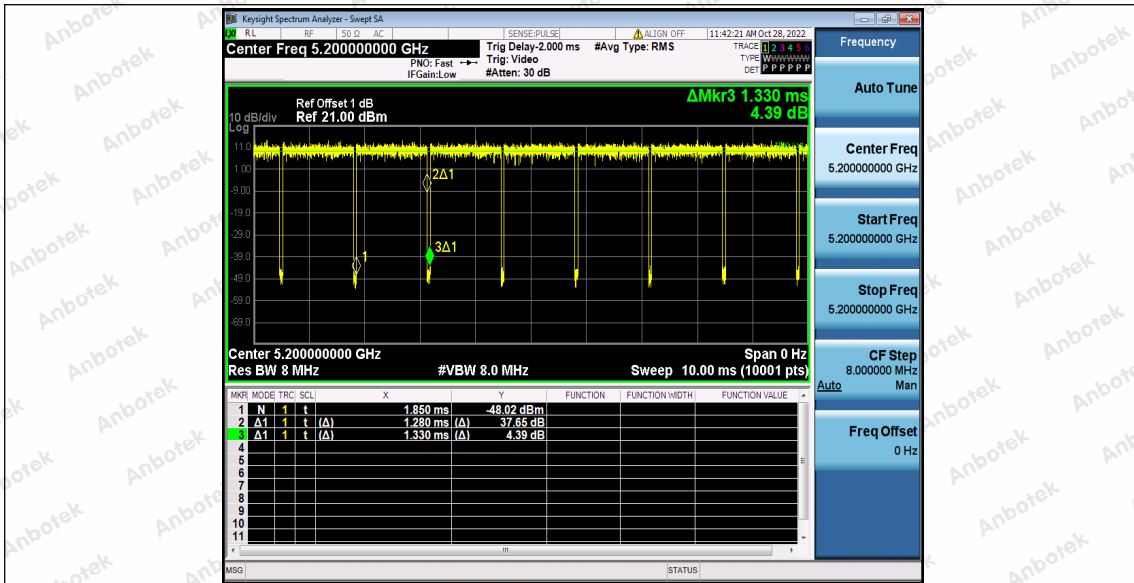 Keysight Spectrum Analyzer - Swept SA
LXI RL RF 50 Ω AC SENSE:PULSE ALIGN OFF 11:42:21 AM Oct 28, 2022
Center Freq 5.200000000 GHz
Trig Delay-2.000 ms #Avg Type: RMS
TRACE 1 2 3 4 5 6
PNO: Fast
Trig: Video
TYPE WWWWWW
IFGain:Low
#Atten: 30 dB
DET P P P P P P
Frequency
Auto Tune
Center Freq
5.200000000 GHz
Start Freq
5.200000000 GHz
Stop Freq
5.200000000 GHz
CF Step
8.000000 MHz
Auto Man
Freq Offset
0 Hz
ΔMkr3 1.330 ms
4.39 dB
Ref Offset 1 dB
10 dB/div Ref 21.00 dBm
Log
11.0
1.00
-9.00
-19.0
-29.0
-39.0
-49.0
-59.0
-69.0
2Δ1
3Δ1
1
Center 5.200000000 GHz Span 0 Hz
Res BW 8 MHz #VBW 8.0 MHz Sweep 10.00 ms (10001 pts)
MKR MODE TRC SCL X Y FUNCTION FUNCTION WIDTH FUNCTION VALUE
1 N 1 t 1.850 ms -48.02 dBm
2 Δ1 1 t (Δ) 1.280 ms (Δ) 37.65 dB
3 Δ1 1 t (Δ) 1.330 ms (Δ) 4.39 dB
4
5
6
7
8
9
10
11
MSG STATUS
Anbotek